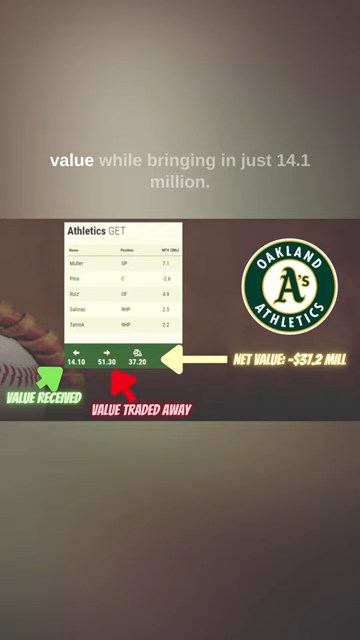 value while bringing in just 14.1
million.
Athletics GET
Name Position MTV ($M)
Muller SP 7.1
Pina C -2.6
Ruiz OF 4.9
Salinas RHP 2.5
Tarnok RHP 2.2
14.10 51.30 37.20
OAKLAND
A's
ATHLETICS
NET VALUE: -$37.2 MILL
VALUE RECEIVED
VALUE TRADED AWAY